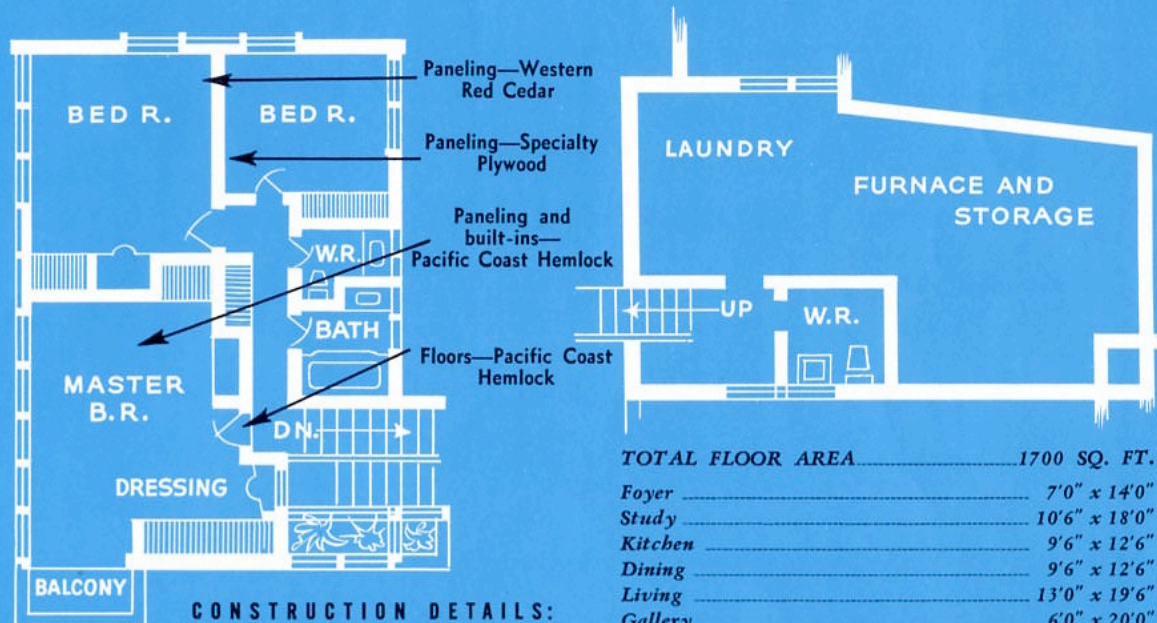 BED R.
BED R.
Paneling—Western
Red Cedar
Paneling—Specialty
Plywood
Paneling and
built-ins—
Pacific Coast Hemlock
W.R.
BATH
Floors—Pacific Coast
Hemlock
MASTER
B.R.
DN.
DRESSING
BALCONY
LAUNDRY
FURNACE AND
STORAGE
UP
W.R.
CONSTRUCTION DETAILS:
TOTAL FLOOR AREA 1700 SQ. FT.
Foyer 7'0" x 14'0"
Study 10'6" x 18'0"
Kitchen 9'6" x 12'6"
Dining 9'6" x 12'6"
Living 13'0" x 19'6"
Gallery 6'0" x 20'0"